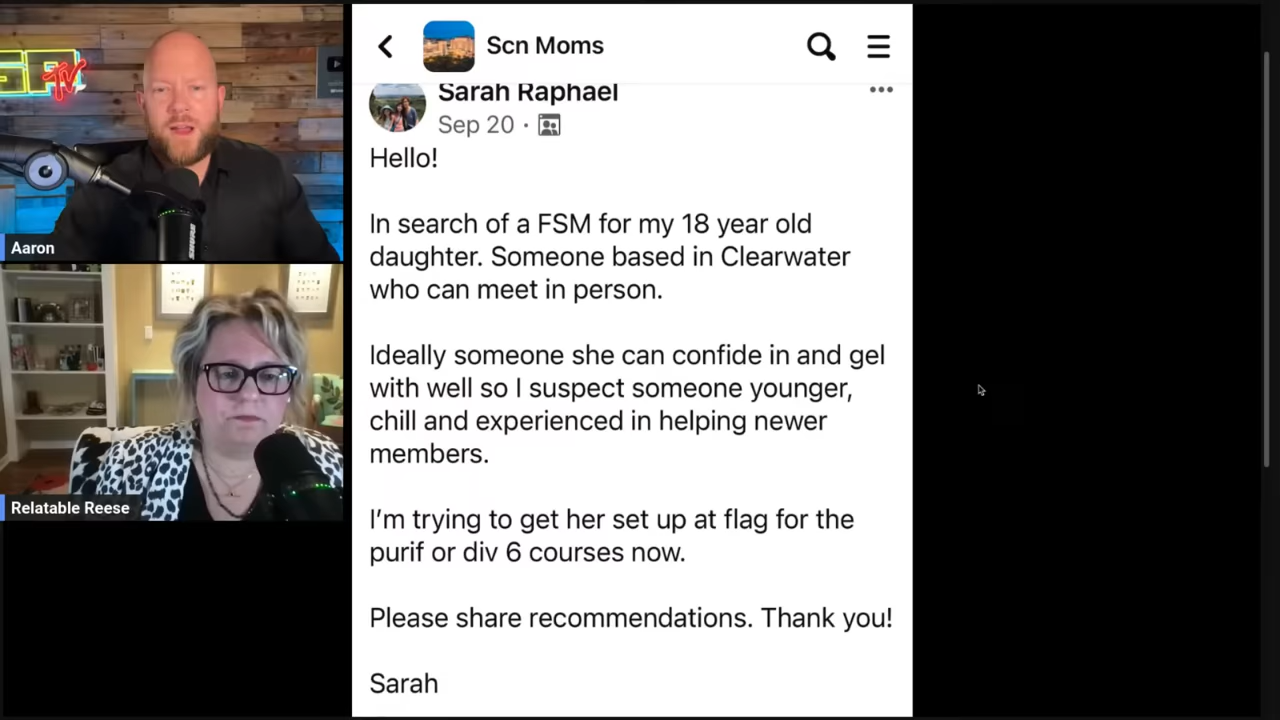 TV
Aaron
Relatable Reese
Scn Moms
Sarah Raphael
Sep 20 ·
Hello!
In search of a FSM for my 18 year old
daughter. Someone based in Clearwater
who can meet in person.
Ideally someone she can confide in and gel
with well so I suspect someone younger,
chill and experienced in helping newer
members.
I'm trying to get her set up at flag for the
purif or div 6 courses now.
Please share recommendations. Thank you!
Sarah